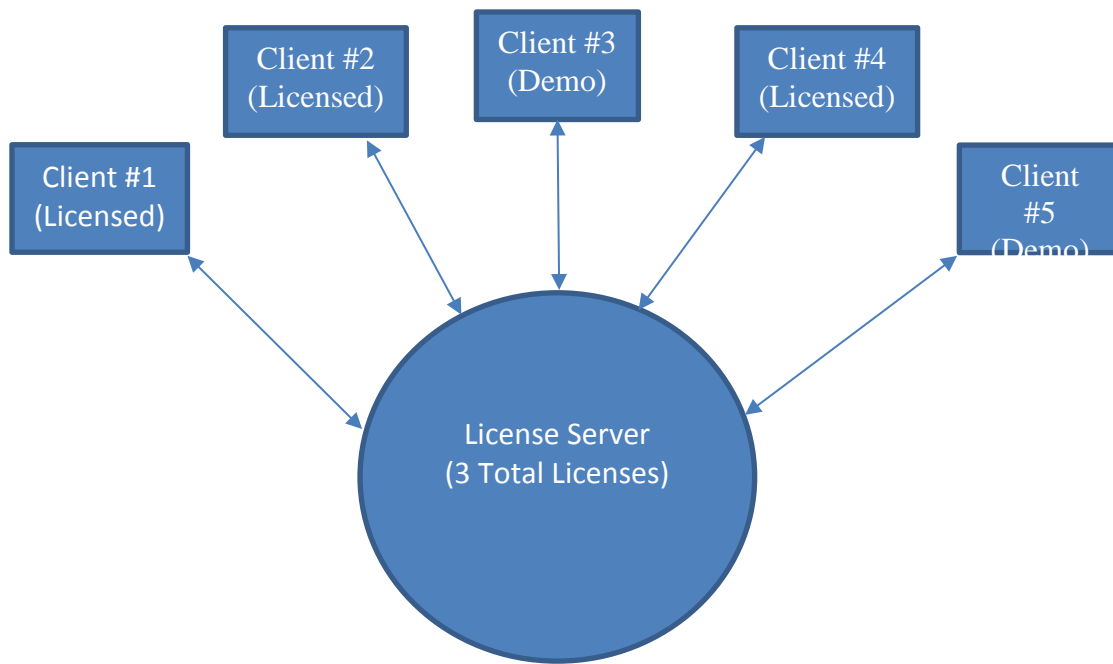 Client #1
(Licensed)
Client #2
(Licensed)
Client #3
(Demo)
Client #4
(Licensed)
Client
#5
(Demo)
License Server
(3 Total Licenses)